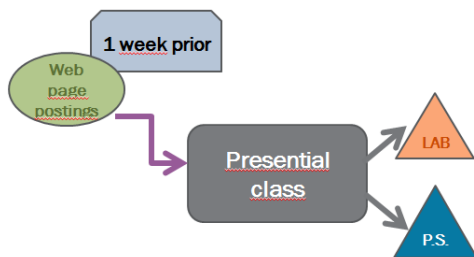 1 week prior
Web
page
postings
Presential
class
LAB
P.S.